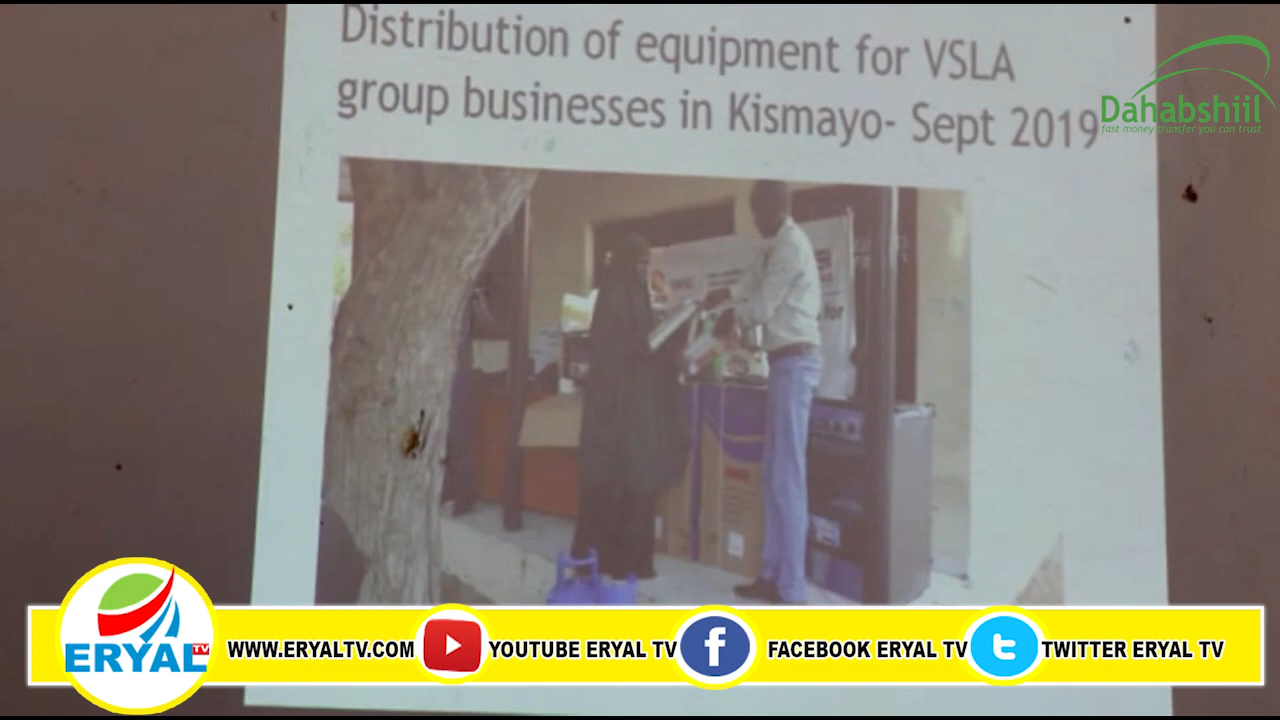 Distribution of equipment for VSLA
group businesses in Kismayo- Sept 2019
Dahabshiil
fast money transfer you can trust
ERYAL TV
WWW.ERYALTV.COM
YOUTUBE ERYAL TV
FACEBOOK ERYAL TV
TWITTER ERYAL TV